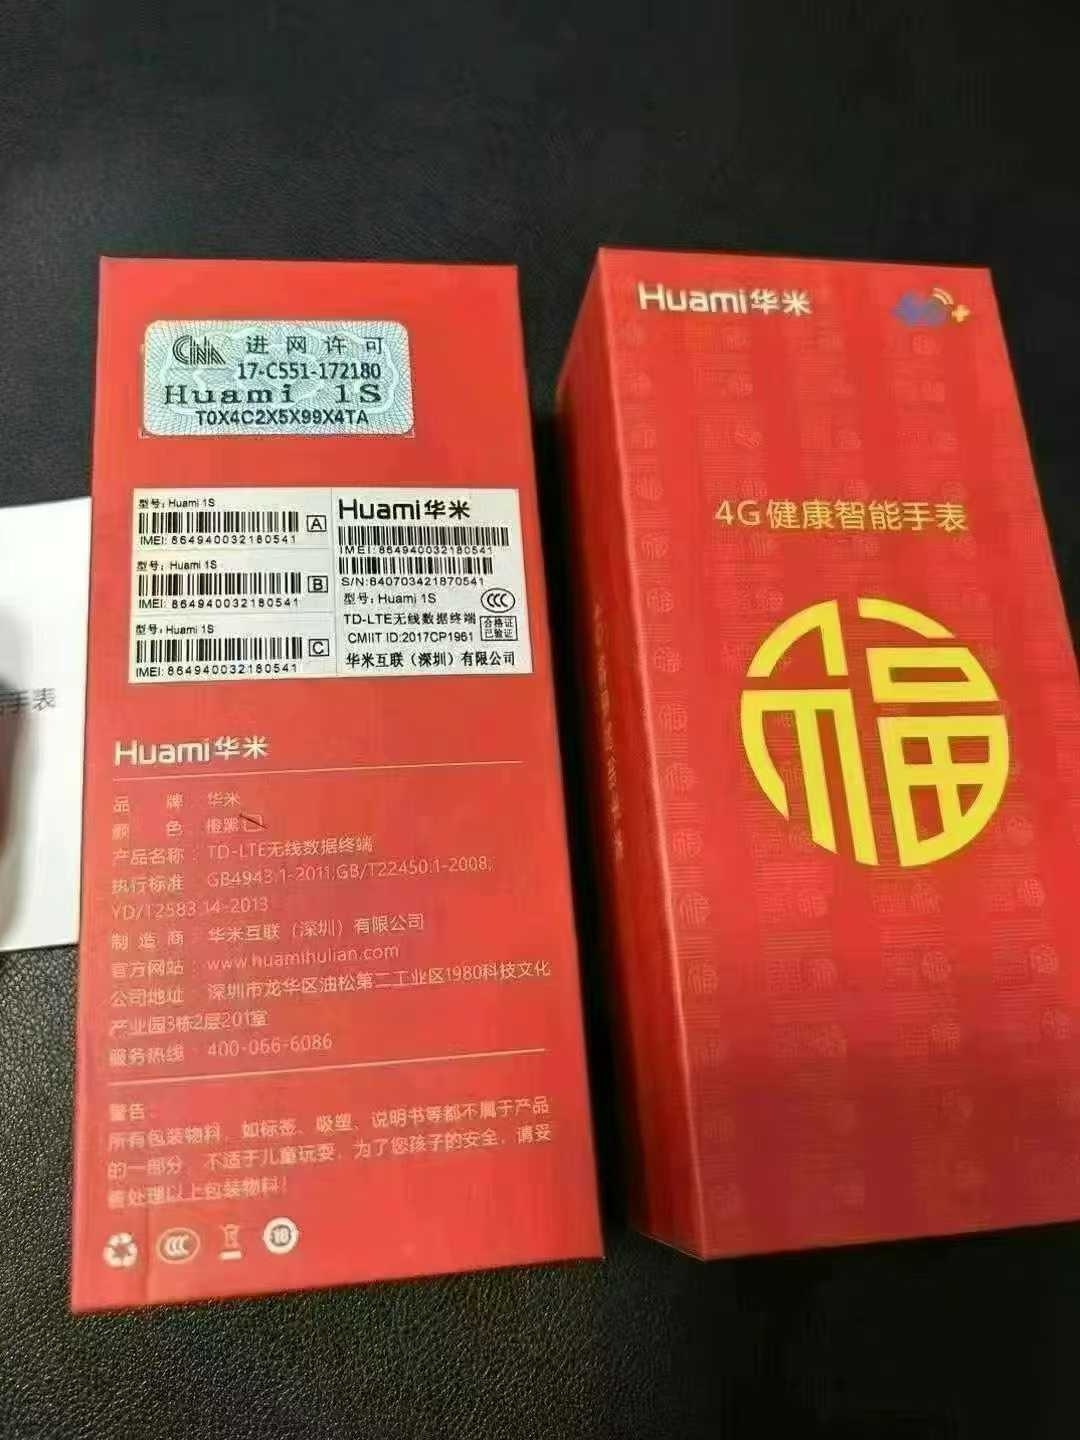 CNA 进网许可
17-C551-172180
Huami 1S
T0X4C2X5X99X4TA
型号: Huami 1S
A
IMEI: 864940032180541
型号: Huami 1S
B
IMEI: 864940032180541
型号: Huami 1S
C
IMEI: 864940032180541
Huami华米
IMEI:864940032180541
S/N:840703421870541
型号: Huami 1S
CCC
TD-LTE无线数据终端
合格证
已验证
CMIIT ID:2017CP1961
华米互联（深圳）有限公司
Huami华米
品 牌：华米
颜 色：橙黑
产品名称：TD-LTE无线数据终端
执行标准：GB4943.1-2011;GB/T22450.1-2008;
YD/T2583.14-2013
制 造 商：华米互联（深圳）有限公司
官方网站：www.huamihulian.com
公司地址：深圳市龙华区油松第二工业区1980科技文化
产业园3栋2层201室
服务热线：400-066-6086
警告：
所有包装物料，如标签、吸塑、说明书等都不属于产品
的一部分，不适于儿童玩耍，为了您孩子的安全，请妥
善处理以上包装物料！
CCC
10
Huami华米
4G+
4G健康智能手表
福
手表